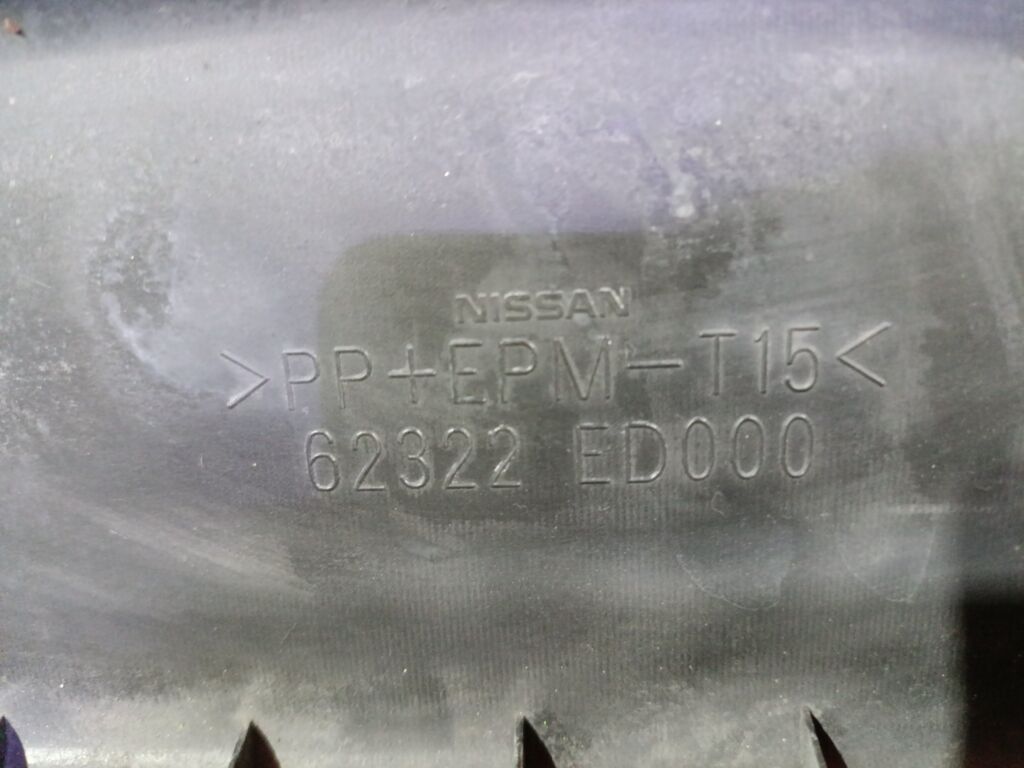 NISSAN
>PP+EPM-T15<
62322 ED000